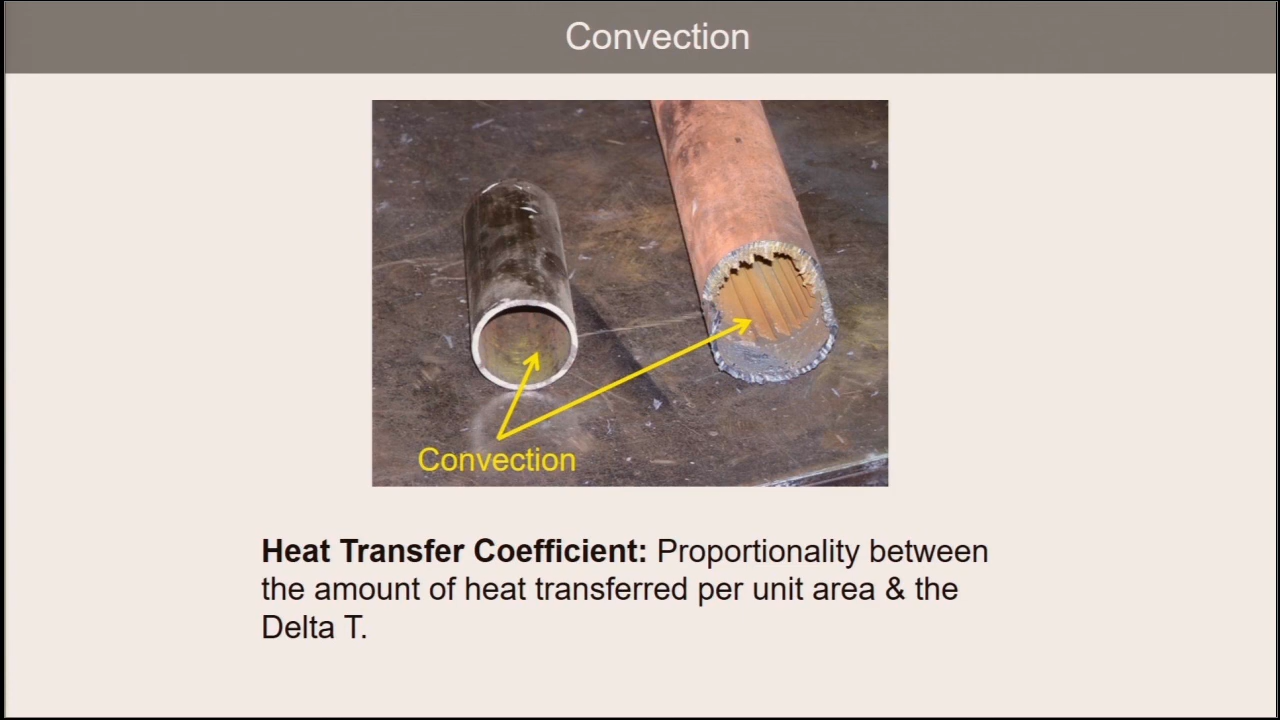 Convection
Convection
Heat Transfer Coefficient: Proportionality between
the amount of heat transferred per unit area & the
Delta T.